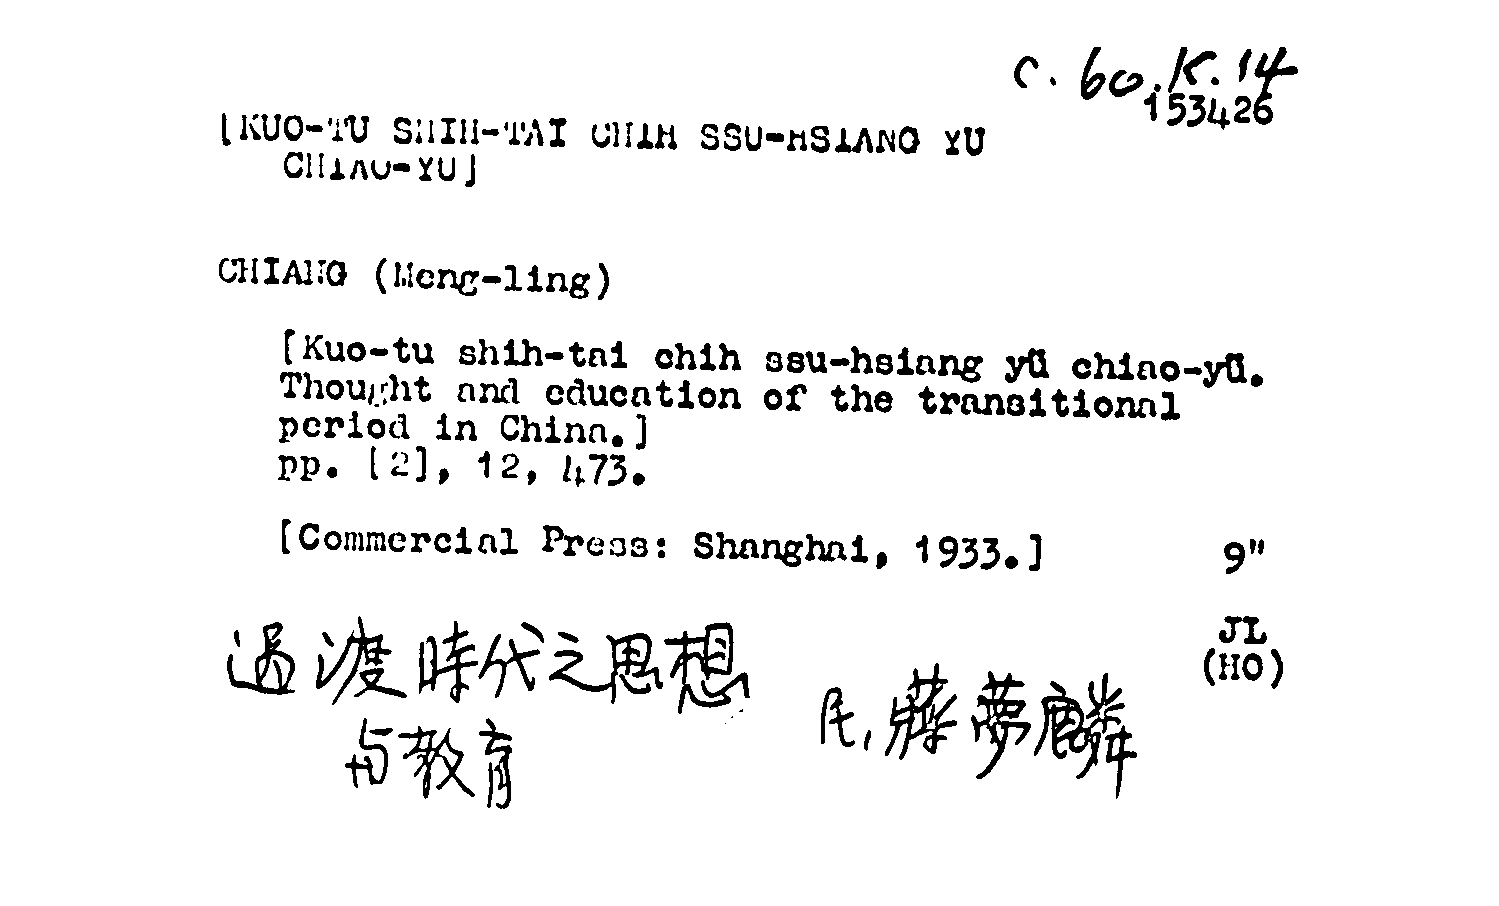 C. 60. K. 14
153426
[KUO-TU SHIH-TAI CHIH SSU-HSIANG YU
CHIAO-YU]
CHIANG (Meng-ling)
[Kuo-tu shih-tai chih ssu-hsiang yü chiao-yü.
Thought and education of the transitional
period in China.]
pp. [2], 12, 473.
[Commercial Press: Shanghai, 1933.]
9"
JL
(HO)
过渡時代之思想
与教育
民, 蔣夢麟